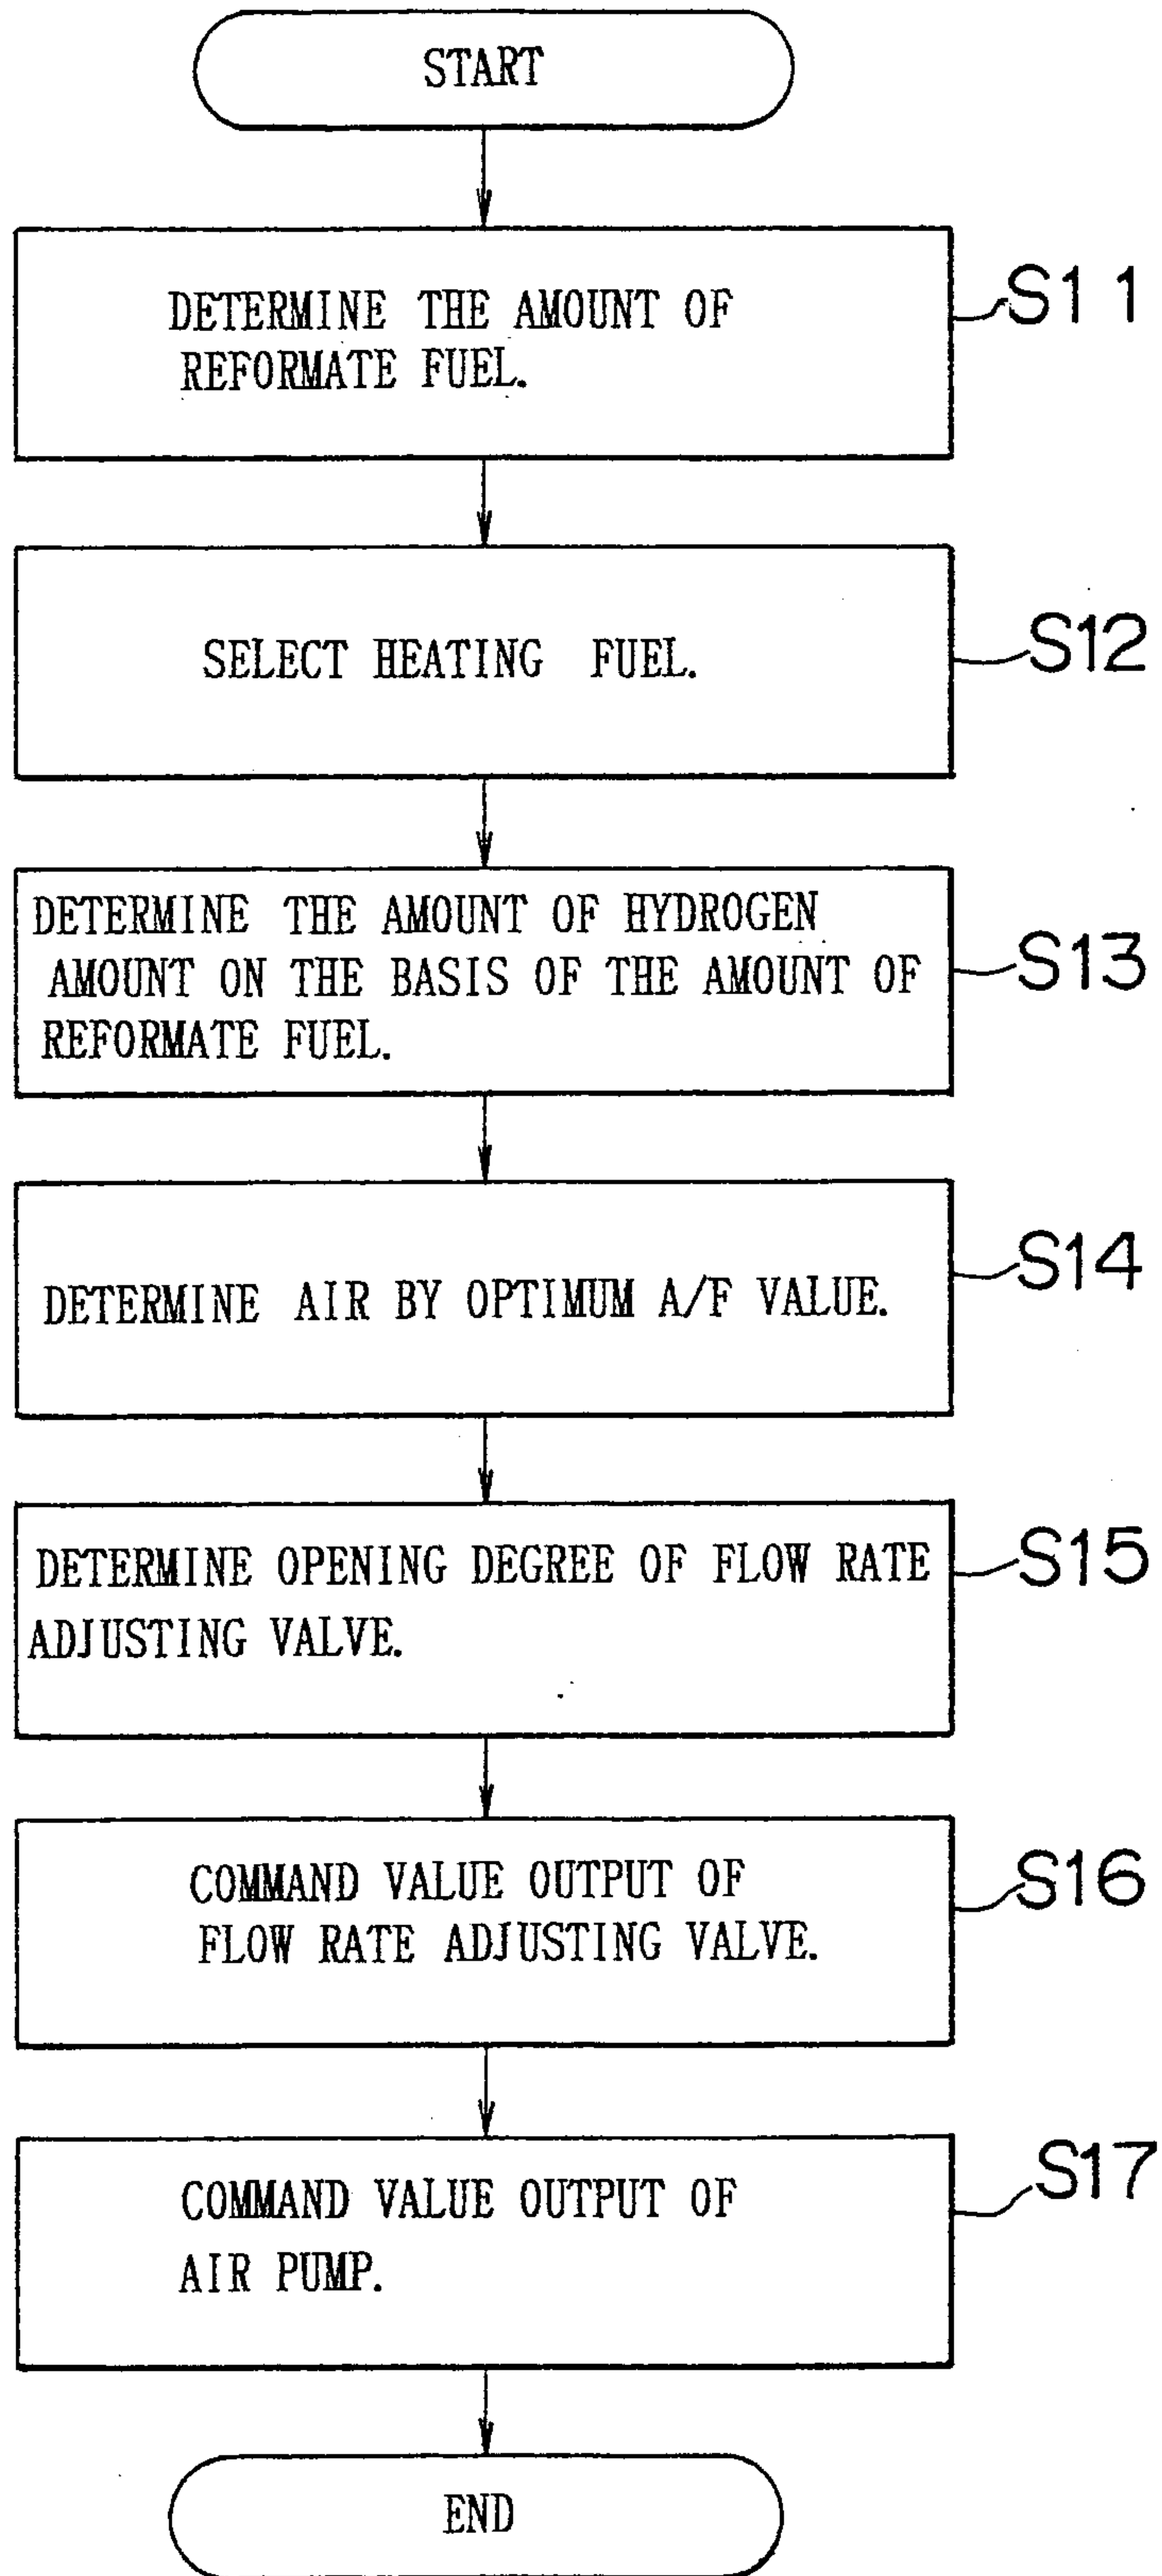 START
DETERMINE THE AMOUNT OF
REFORMATE FUEL.
S11
SELECT HEATING FUEL.
S12
DETERMINE THE AMOUNT OF HYDROGEN
AMOUNT ON THE BASIS OF THE AMOUNT OF
REFORMATE FUEL.
S13
DETERMINE AIR BY OPTIMUM A/F VALUE.
S14
DETERMINE OPENING DEGREE OF FLOW RATE
ADJUSTING VALVE.
S15
COMMAND VALUE OUTPUT OF
FLOW RATE ADJUSTING VALVE.
S16
COMMAND VALUE OUTPUT OF
AIR PUMP.
S17
END